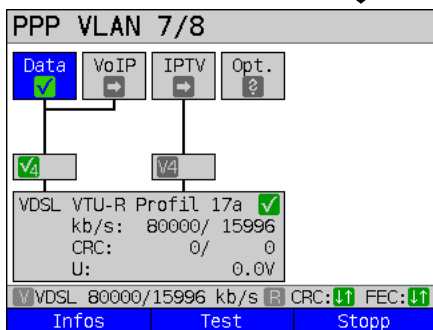 PPP VLAN 7/8
Data VoIP IPTV Opt.
V4 V4
VDSL VTU-R Profil 17a
kb/s: 80000/ 15996
CRC: 0/ 0
U: 0.0V
V VDSL 80000/15996 kb/s R CRC: FEC:
Infos Test Stopp